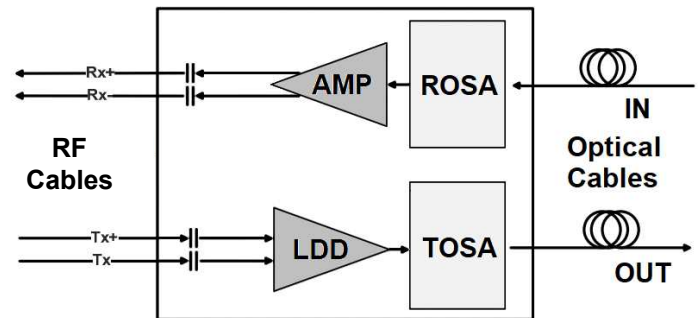 Rx+
AMP
ROSA
Rx-
IN
RF
Cables
Optical
Cables
Tx+
LDD
TOSA
Tx
OUT